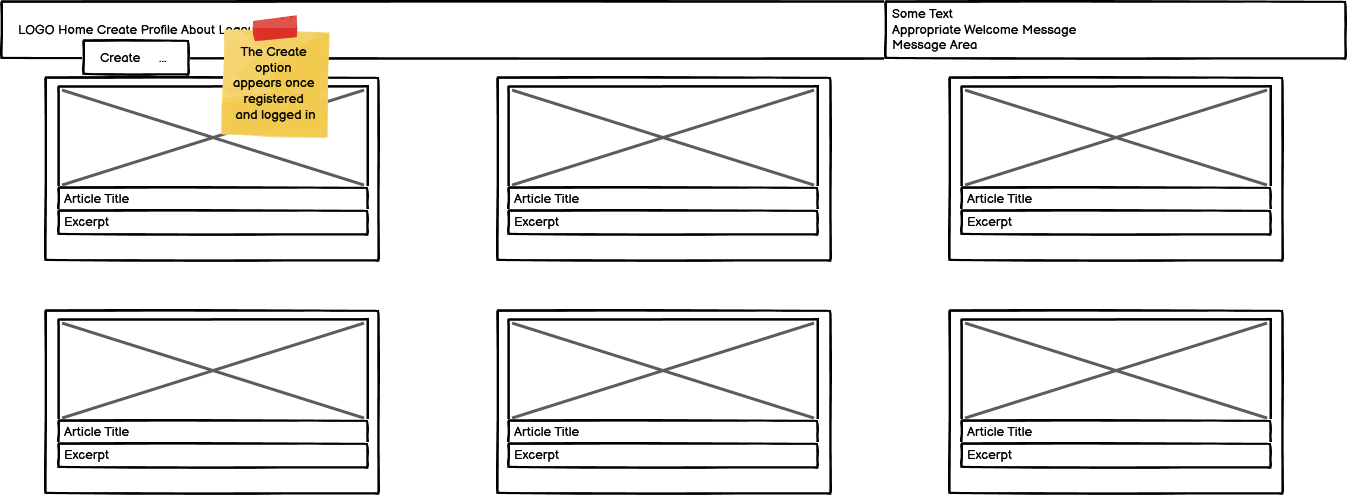 LOGO Home Create Profile About
Some Text
Appropriate Welcome Message
Message Area
Create ...
The Create
option
appears once
registered
and logged in
Article Title
Excerpt
Article Title
Excerpt
Article Title
Excerpt
Article Title
Excerpt
Article Title
Excerpt
Article Title
Excerpt